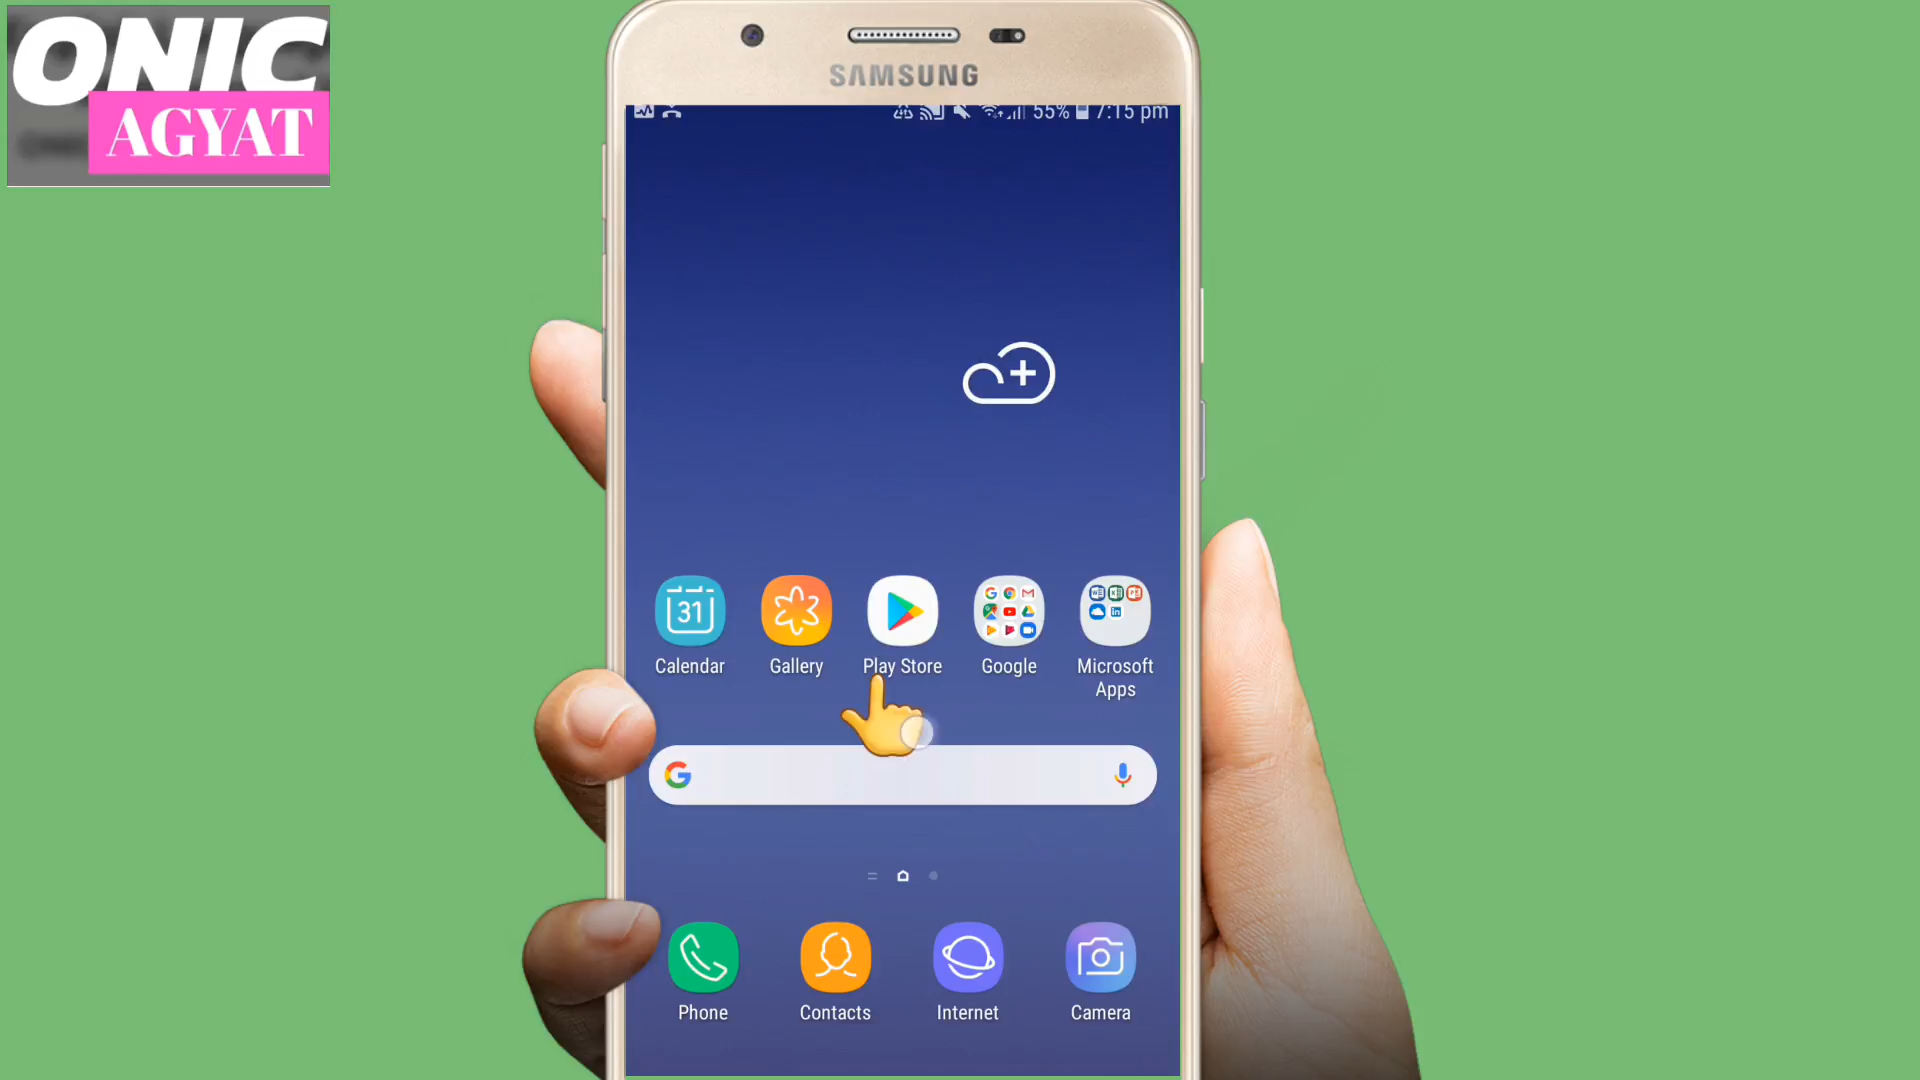 ONIC
AGYAT
SAMSUNG
55% 7:15 pm
31
Calendar
Gallery
Play Store
Google
Microsoft
Apps
Phone
Contacts
Internet
Camera